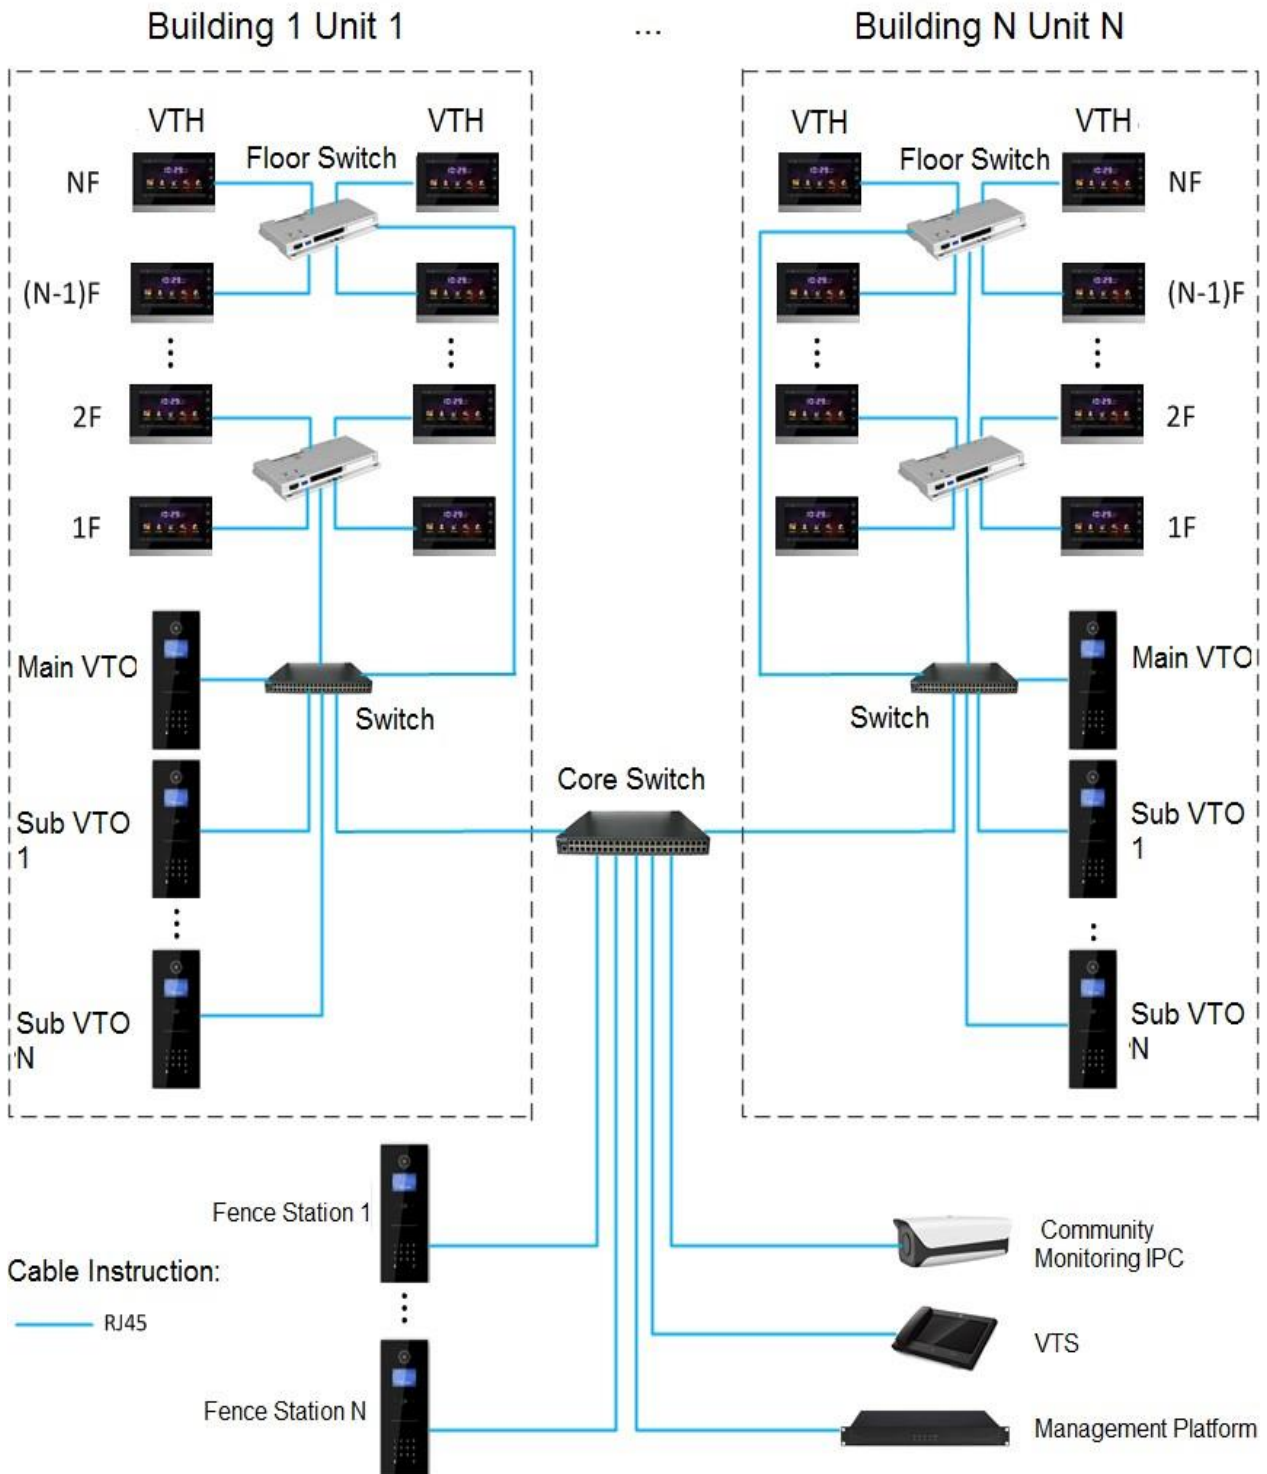 Building 1 Unit 1
...
Building N Unit N
VTH
VTH
Floor Switch
NF
(N-1)F
2F
1F
Main VTO
Switch
Sub VTO
1
Sub VTO
N
VTH
VTH
Floor Switch
NF
(N-1)F
2F
1F
Main VTO
Switch
Sub VTO
1
Sub VTO
N
Core Switch
Fence Station 1
Cable Instruction:
RJ45
Fence Station N
Community
Monitoring IPC
VTS
Management Platform